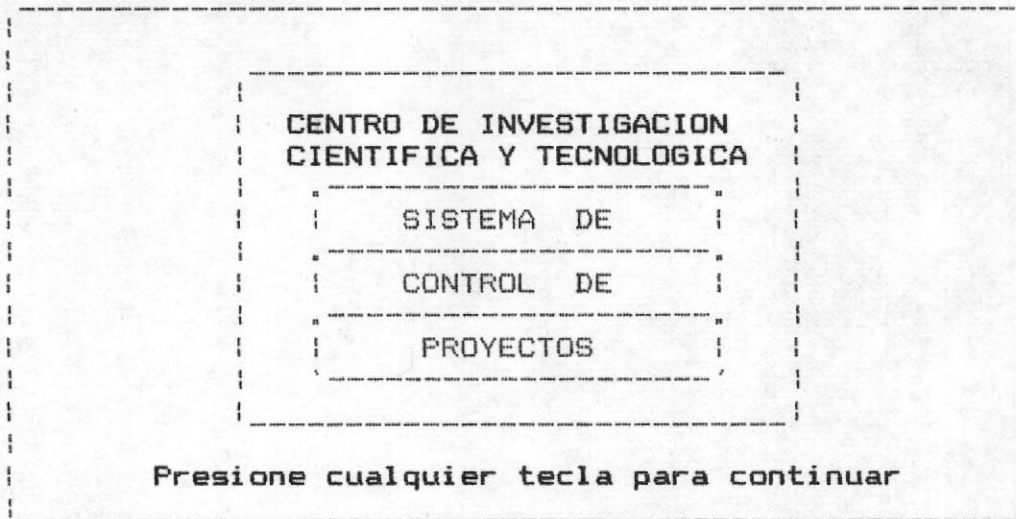 CENTRO DE INVESTIGACION
CIENTIFICA Y TECNOLOGICA
SISTEMA DE
CONTROL DE
PROYECTOS
Presione cualquier tecla para continuar